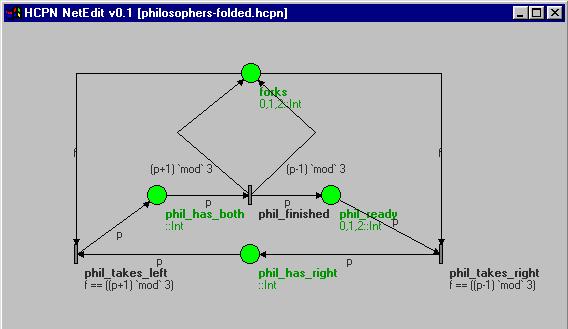 HCPN NetEdit v0.1 [philosophers-folded.hcpn]
forks
0,1,2::Int
f
f
(p+1) `mod` 3
(p-1) `mod` 3
p
p
phil_has_both
::Int
phil_finished
phil_ready
0,1,2::Int
p
p
p
p
phil_takes_left
f == ((p+1) `mod` 3)
phil_has_right
::Int
phil_takes_right
f == ((p-1) `mod` 3)